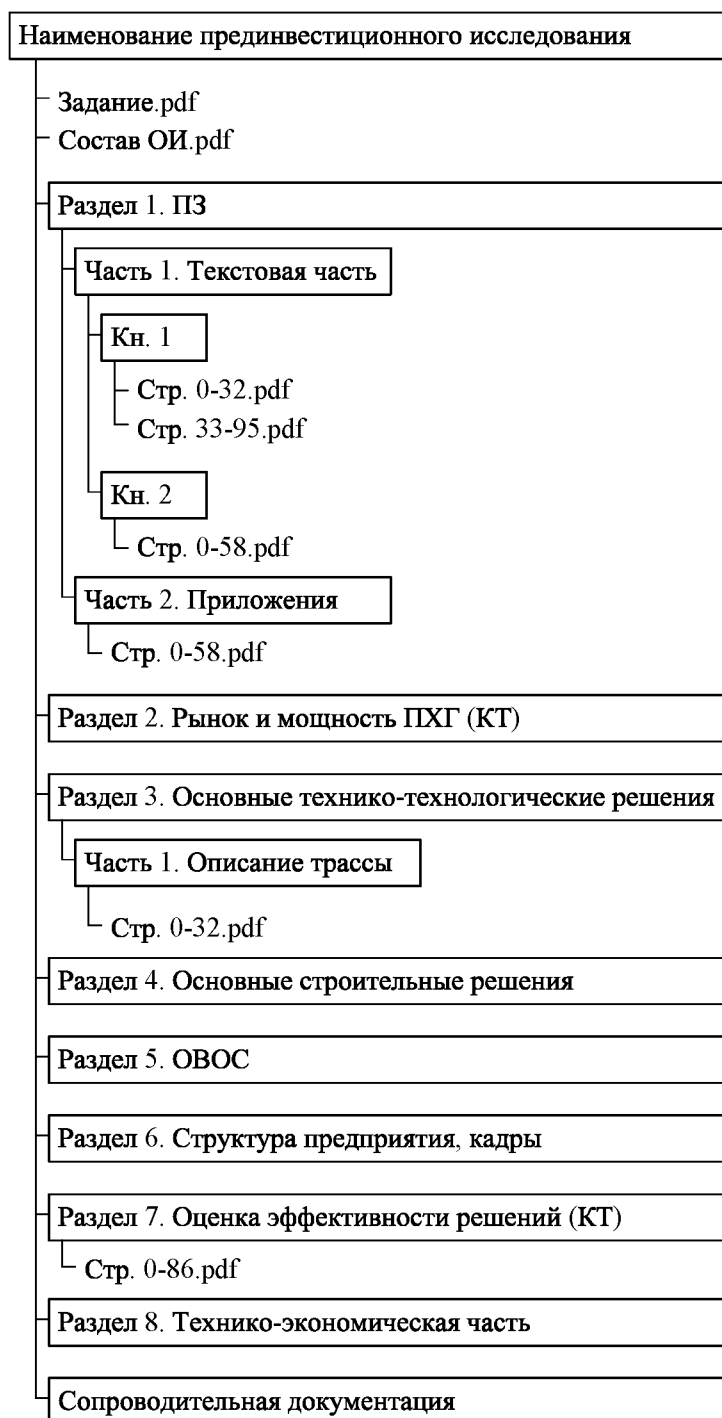 Наименование прединвестиционного исследования
Задание.pdf
Состав ОИ.pdf
Раздел 1. ПЗ
Часть 1. Текстовая часть
Кн. 1
Стр. 0-32.pdf
Стр. 33-95.pdf
Кн. 2
Стр. 0-58.pdf
Часть 2. Приложения
Стр. 0-58.pdf
Раздел 2. Рынок и мощность ПХГ (КТ)
Раздел 3. Основные технико-технологические решения
Часть 1. Описание трассы
Стр. 0-32.pdf
Раздел 4. Основные строительные решения
Раздел 5. ОВОС
Раздел 6. Структура предприятия, кадры
Раздел 7. Оценка эффективности решений (КТ)
Стр. 0-86.pdf
Раздел 8. Технико-экономическая часть
Сопроводительная документация